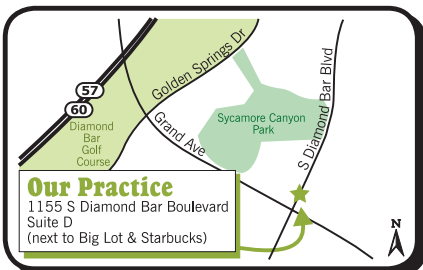 57
60
Golden Springs Dr
Diamond
Bar
Golf
Course
Grand Ave
Sycamore Canyon
Park
S Diamond Bar Blvd
Our Practice
1155 S Diamond Bar Boulevard
Suite D
(next to Big Lot & Starbucks)
N